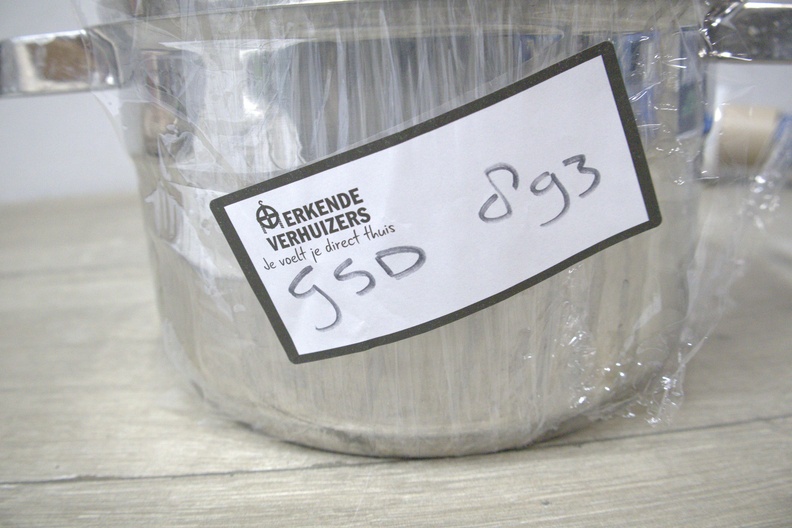 ERKENDE
VERHUIZERS
Je voelt je direct thuis
GSD 893